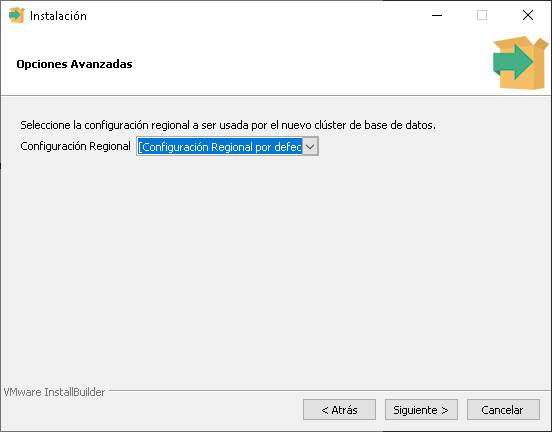 Instalación
Opciones Avanzadas
Seleccione la configuración regional a ser usada por el nuevo clúster de base de datos.
Configuración Regional [Configuración Regional por defec
VMware InstallBuilder
< Atrás Siguiente > Cancelar